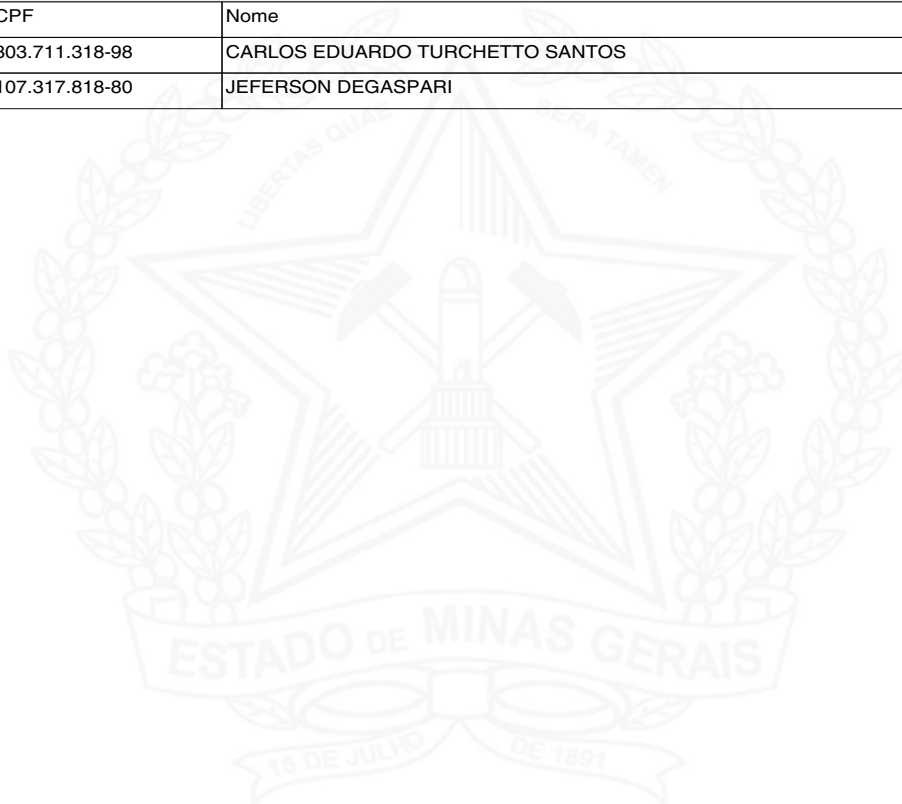 CPF Nome
303.711.318-98 CARLOS EDUARDO TURCHETTO SANTOS
107.317.818-80 JEFERSON DEGASPARI
LIBERTAS QUAE SERA TAMEN
ESTADO DE MINAS GERAIS
15 DE JULHO DE 1891